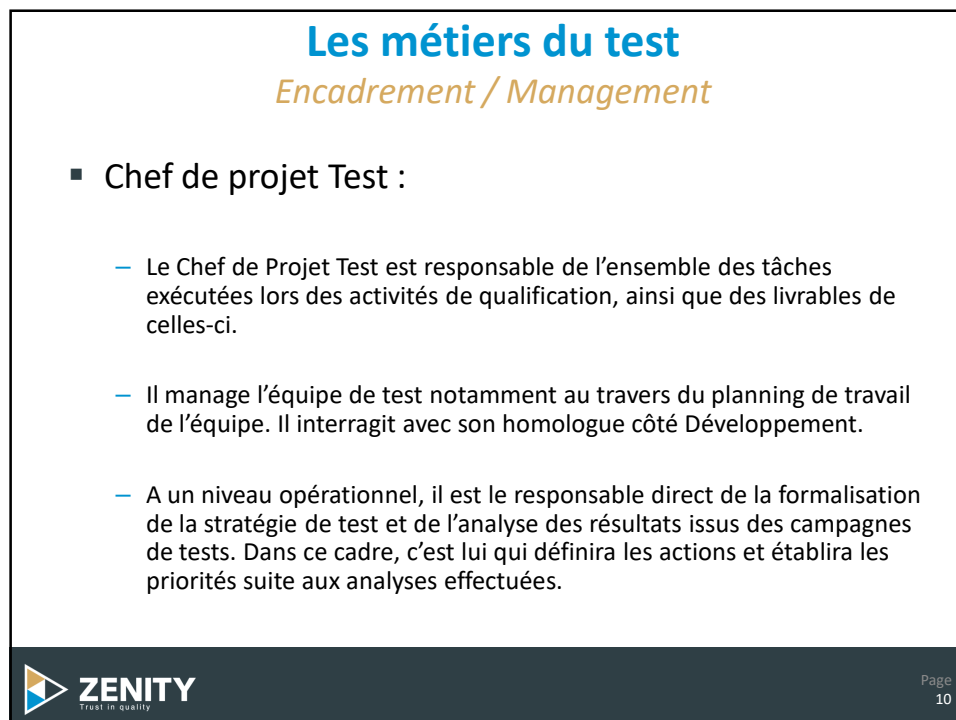 Les métiers du test
Encadrement / Management
▪ Chef de projet Test :
– Le Chef de Projet Test est responsable de l’ensemble des tâches
exécutées lors des activités de qualification, ainsi que des livrables de
celles-ci.
– Il manage l’équipe de test notamment au travers du planning de travail
de l’équipe. Il interragit avec son homologue côté Développement.
– A un niveau opérationnel, il est le responsable direct de la formalisation
de la stratégie de test et de l’analyse des résultats issus des campagnes
de tests. Dans ce cadre, c’est lui qui définira les actions et établira les
priorités suite aux analyses effectuées.
ZENITY
Trust in quality
Page
10